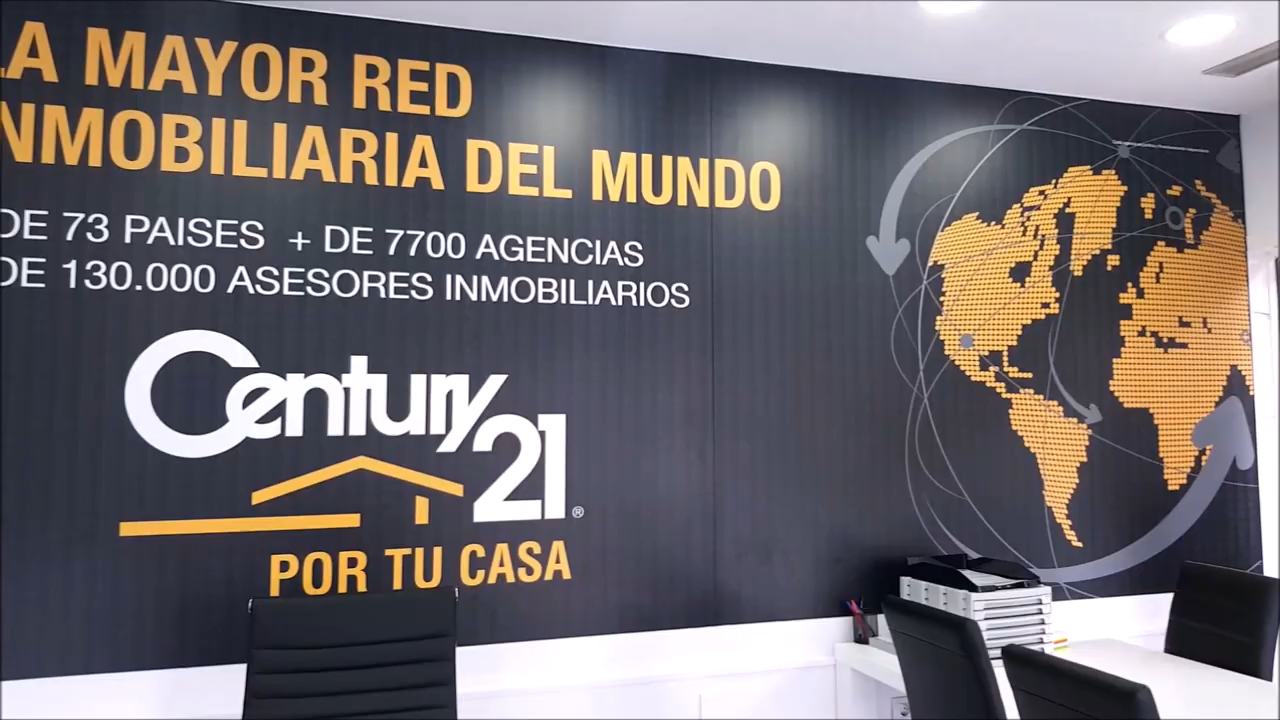 LA MAYOR RED
INMOBILIARIA DEL MUNDO
DE 73 PAISES + DE 7700 AGENCIAS
DE 130.000 ASESORES INMOBILIARIOS
Century
21®
POR TU CASA